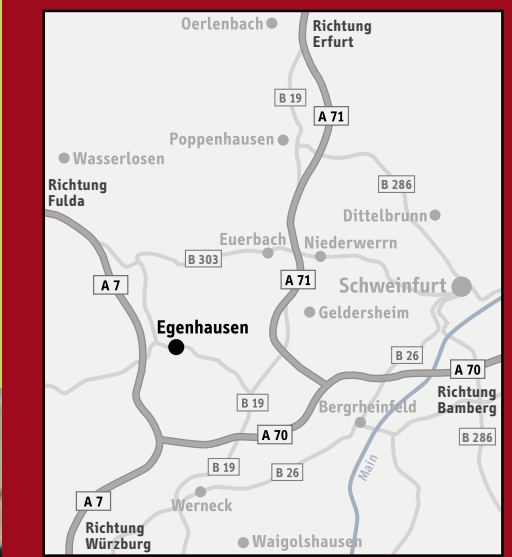 Oerlenbach
Richtung
Erfurt
B 19
A 71
Poppenhausen
Wasserlosen
Richtung
Fulda
B 286
Dittelbrunn
Euerbach
Niederwerrn
B 303
A 7
A 71
Schweinfurt
Geldersheim
Egenhausen
B 26
A 70
Richtung
Bamberg
B 19
Bergrheinfeld
A 70
B 286
B 19
B 26
Main
A 7
Werneck
Richtung
Würzburg
Waigolshausen